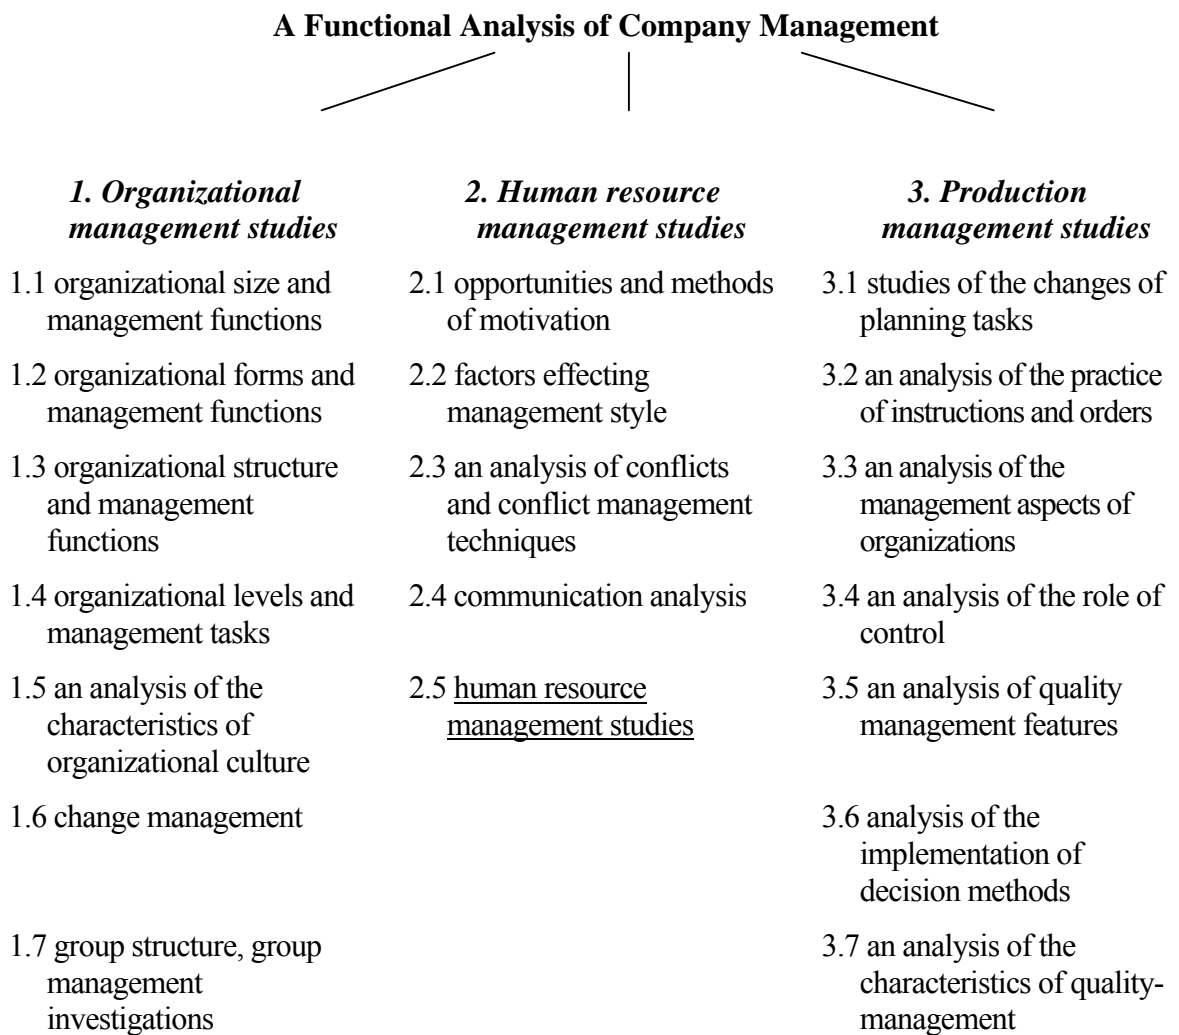 A Functional Analysis of Company Management
1. Organizational
management studies
1.1 organizational size and
management functions
1.2 organizational forms and
management functions
1.3 organizational structure
and management
functions
1.4 organizational levels and
management tasks
1.5 an analysis of the
characteristics of
organizational culture
1.6 change management
1.7 group structure, group
management
investigations
2. Human resource
management studies
2.1 opportunities and methods
of motivation
2.2 factors effecting
management style
2.3 an analysis of conflicts
and conflict management
techniques
2.4 communication analysis
2.5 human resource
management studies
3. Production
management studies
3.1 studies of the changes of
planning tasks
3.2 an analysis of the practice
of instructions and orders
3.3 an analysis of the
management aspects of
organizations
3.4 an analysis of the role of
control
3.5 an analysis of quality
management features
3.6 analysis of the
implementation of
decision methods
3.7 an analysis of the
characteristics of quality-
management